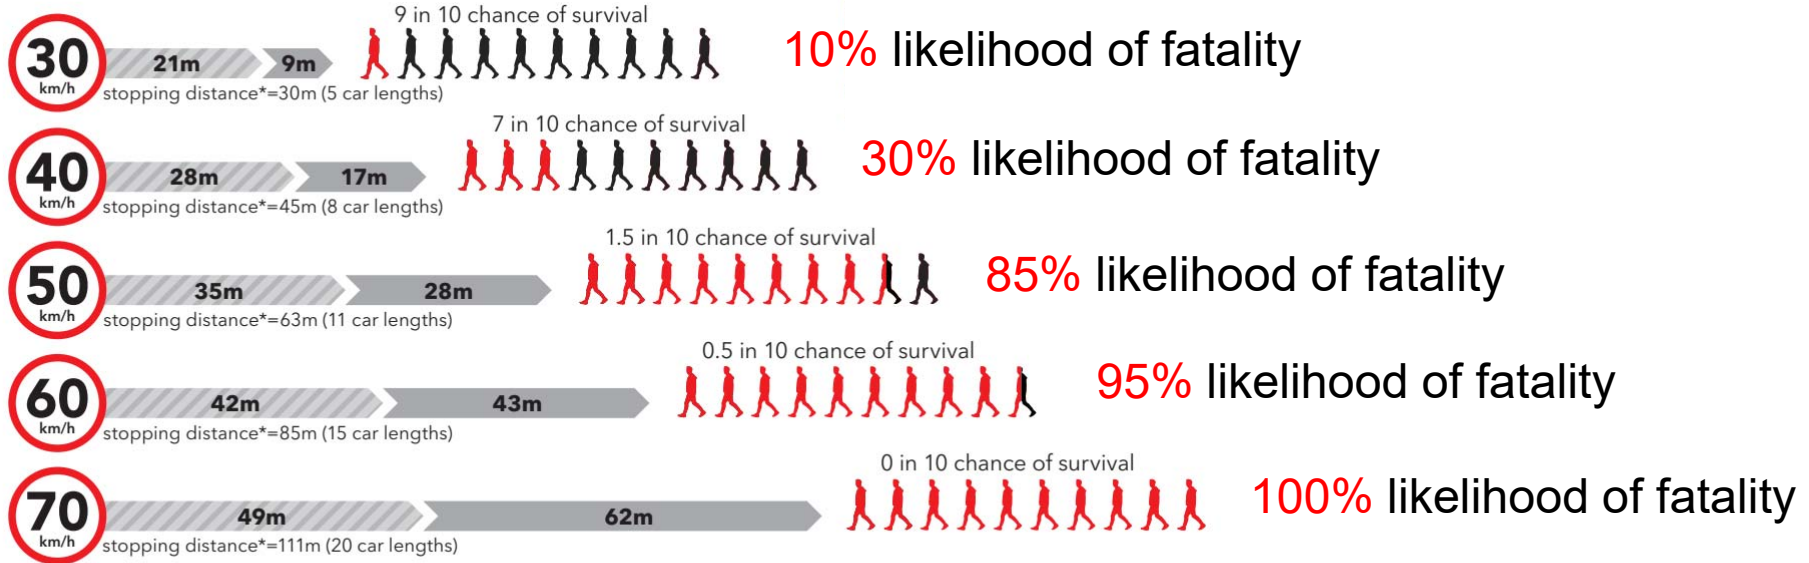 9 in 10 chance of survival
30
km/h
21m
9m
stopping distance*=30m (5 car lengths)
10% likelihood of fatality
7 in 10 chance of survival
40
km/h
28m
17m
stopping distance*=45m (8 car lengths)
30% likelihood of fatality
1.5 in 10 chance of survival
50
km/h
35m
28m
stopping distance*=63m (11 car lengths)
85% likelihood of fatality
0.5 in 10 chance of survival
60
km/h
42m
43m
stopping distance*=85m (15 car lengths)
95% likelihood of fatality
0 in 10 chance of survival
70
km/h
49m
62m
stopping distance*=111m (20 car lengths)
100% likelihood of fatality